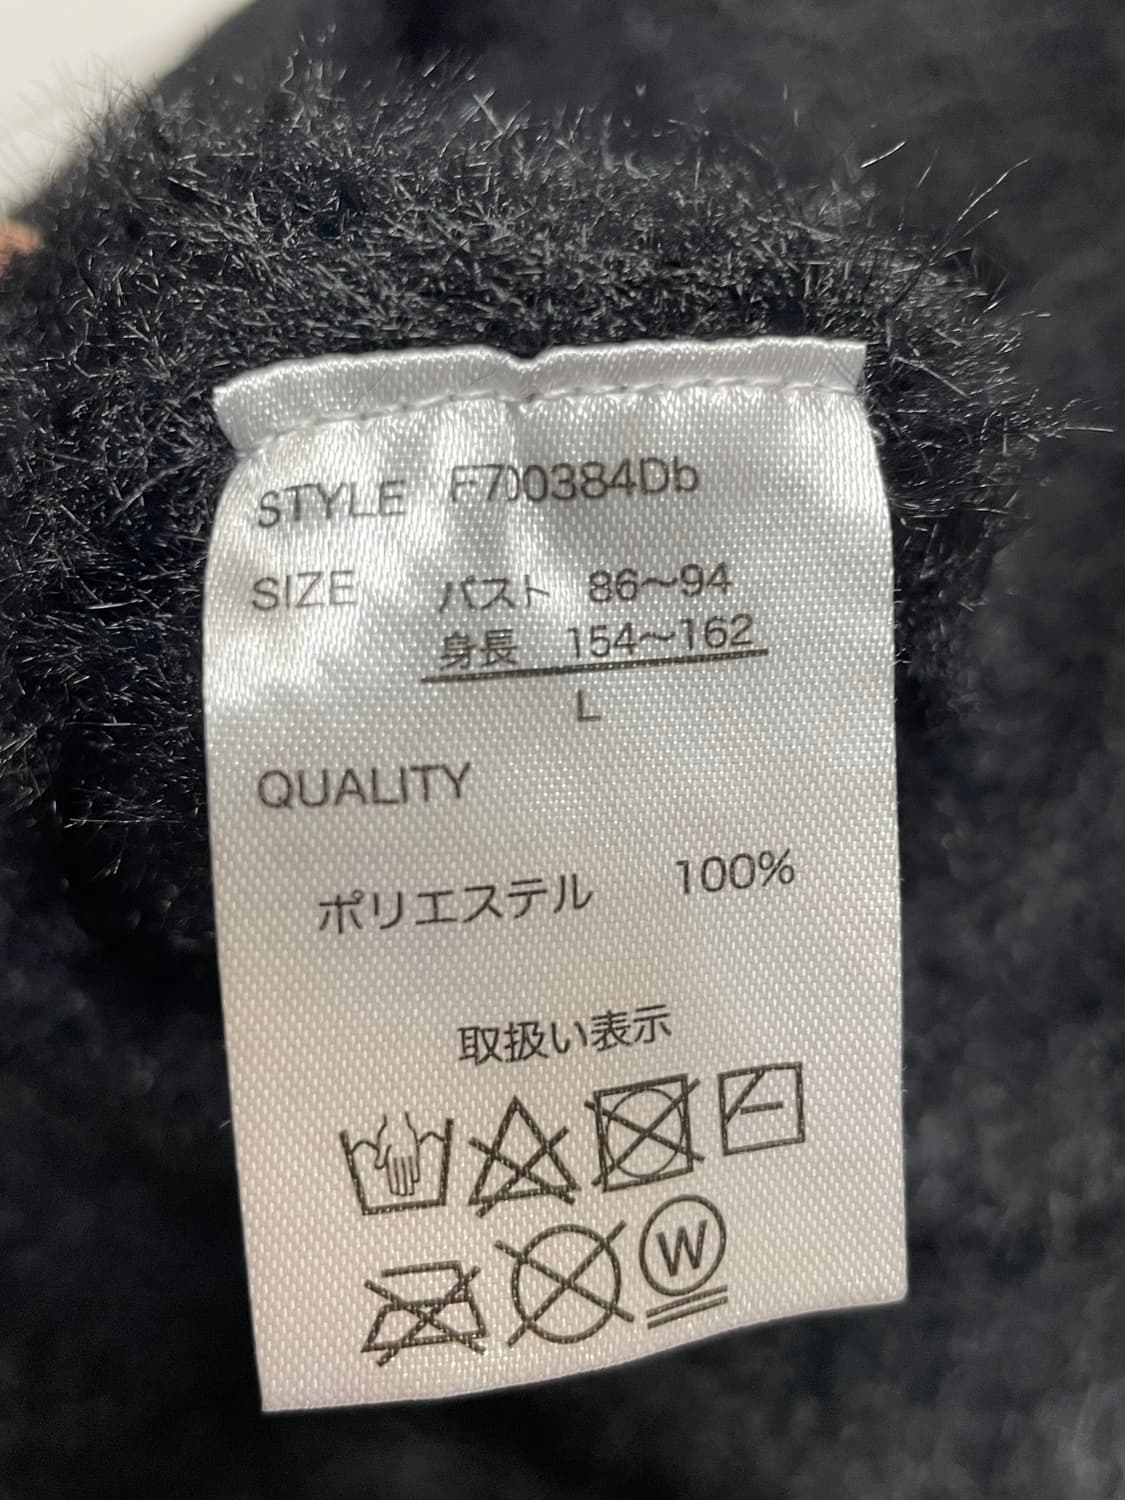 STYLE F700384Db
SIZE バスト 86〜94
身長 154〜162
L
QUALITY
ポリエステル 100%
取扱い表示
W